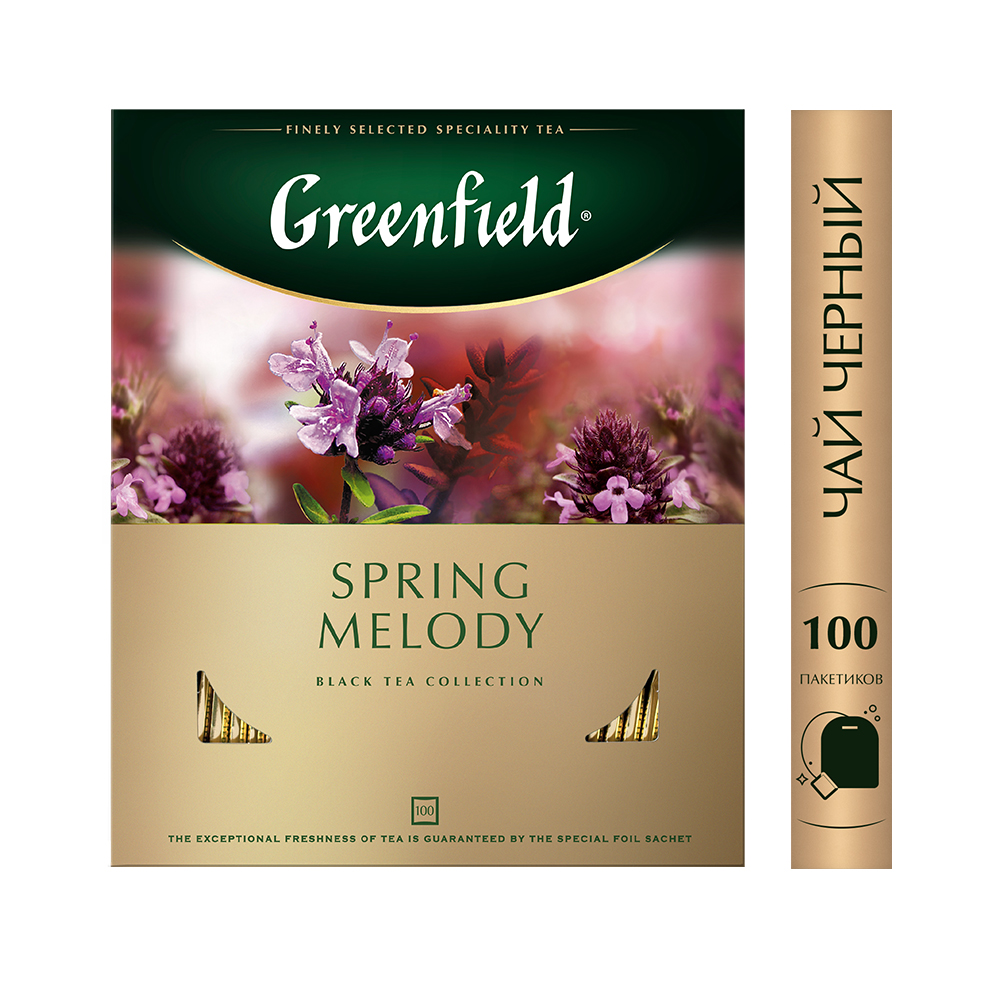 FINELY SELECTED SPECIALITY TEA
Greenfield®
SPRING
MELODY
BLACK TEA COLLECTION
100
THE EXCEPTIONAL FRESHNESS OF TEA IS GUARANTEED BY THE SPECIAL FOIL SACHET
ЧАЙ ЧЕРНЫЙ
100
ПАКЕТИКОВ